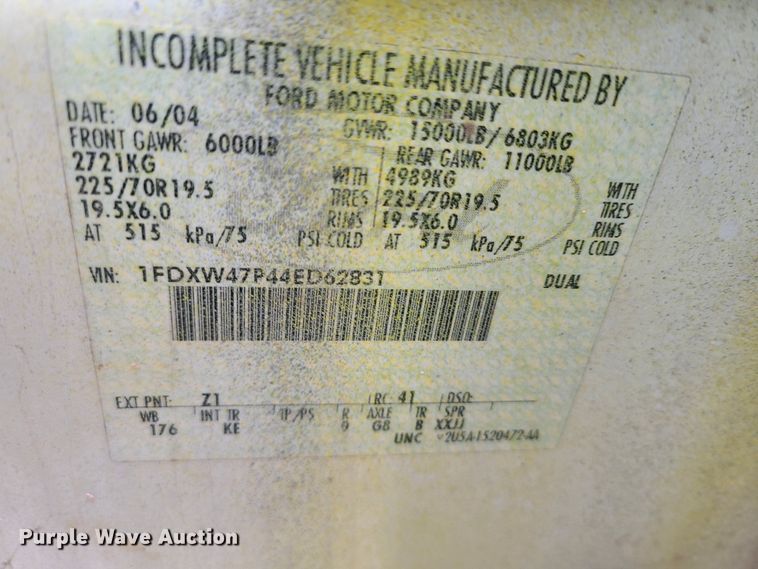 INCOMPLETE VEHICLE MANUFACTURED BY
FORD MOTOR COMPANY
DATE: 06/04 GVWR: 15000LB/6803KG
FRONT GAWR: 6000LB REAR GAWR: 11000LB
2721KG WITH 4989KG WITH
225/70R19.5 TIRES 225/70R19.5 TIRES
19.5X6.0 RIMS 19.5X6.0 RIMS
AT 515 kPa/75 PSI COLD AT 515 kPa/75 PSI COLD
VIN: 1FDXW47P44ED62831 DUAL
EXT PNT: Z1 RC: 41 DSO:
WB INT TR TP/PS R AXLE TR SPR
176 KE 9 G8 B XXJJ
UNC
Purple Wave Auction